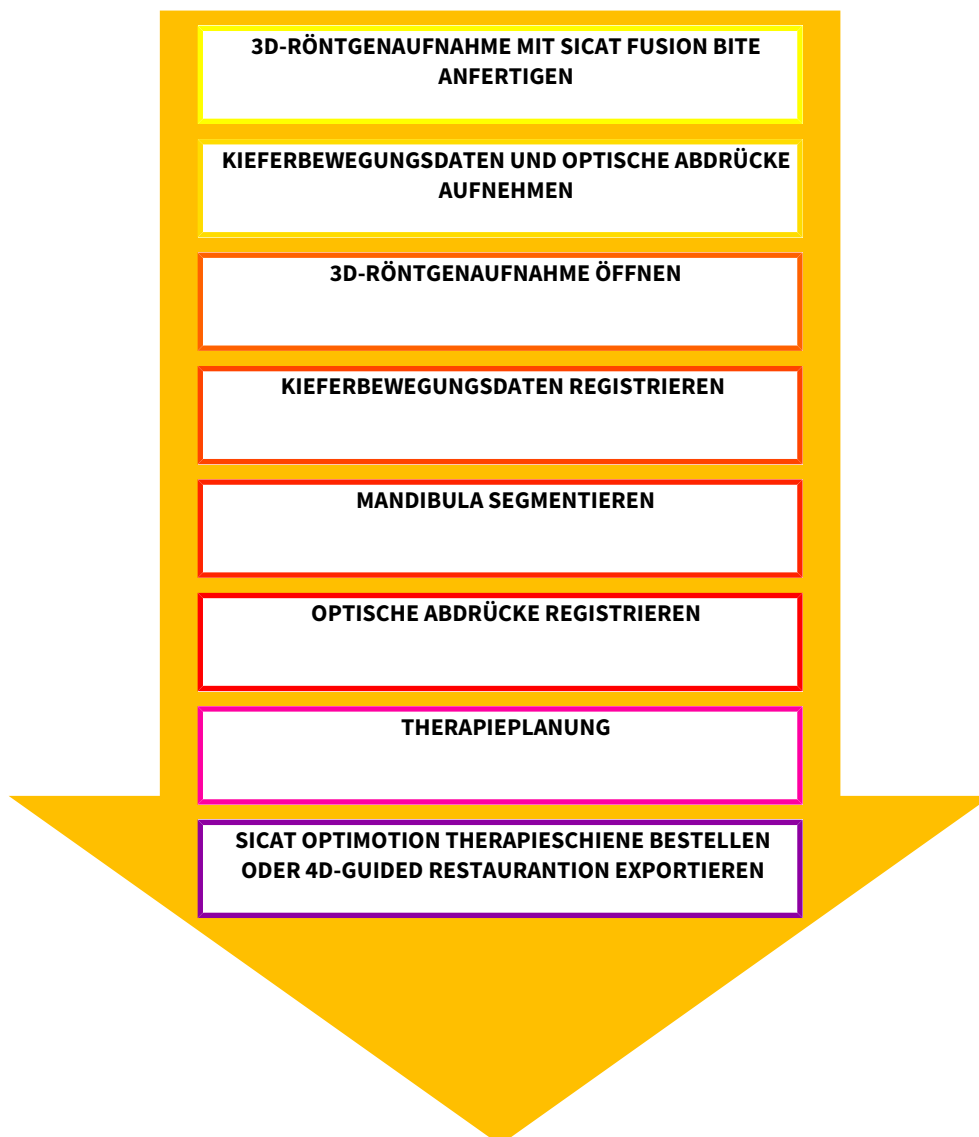 3D-RÖNTGENAUFNAHME MIT SICAT FUSION BITE
ANFERTIGEN
KIEFERBEWEGUNGSDATEN UND OPTISCHE ABDRÜCKE
AUFNEHMEN
3D-RÖNTGENAUFNAHME ÖFFNEN
KIEFERBEWEGUNGSDATEN REGISTRIEREN
MANDIBULA SEGMENTIEREN
OPTISCHE ABDRÜCKE REGISTRIEREN
THERAPIEPLANUNG
SICAT OPTIMOTION THERAPIESCHIENE BESTELLEN
ODER 4D-GUIDED RESTAURANTION EXPORTIEREN